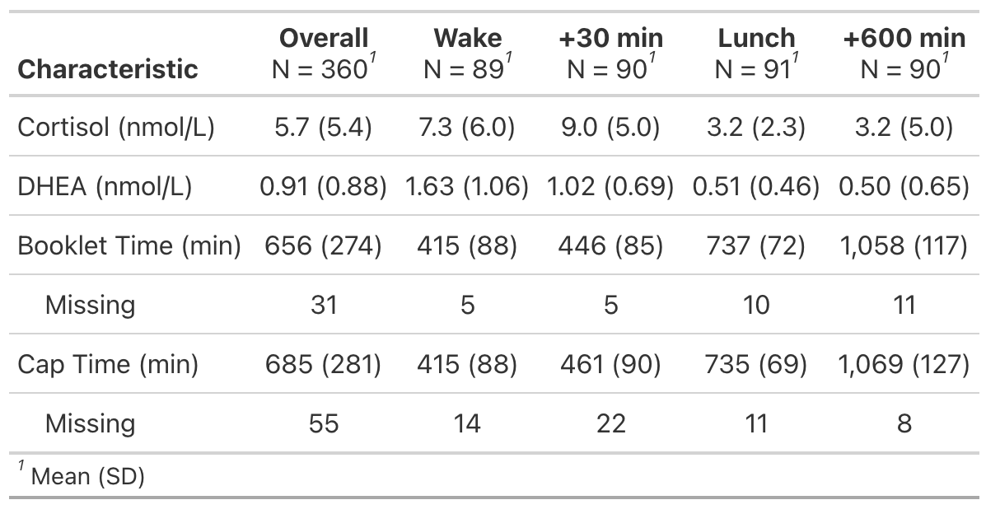 Characteristic Overall N = 360¹ Wake N = 89¹ +30 min N = 90¹ Lunch N = 91¹ +600 min N = 90¹
Cortisol (nmol/L) 5.7 (5.4) 7.3 (6.0) 9.0 (5.0) 3.2 (2.3) 3.2 (5.0)
DHEA (nmol/L) 0.91 (0.88) 1.63 (1.06) 1.02 (0.69) 0.51 (0.46) 0.50 (0.65)
Booklet Time (min) 656 (274) 415 (88) 446 (85) 737 (72) 1,058 (117)
Missing 31 5 5 10 11
Cap Time (min) 685 (281) 415 (88) 461 (90) 735 (69) 1,069 (127)
Missing 55 14 22 11 8
¹ Mean (SD)